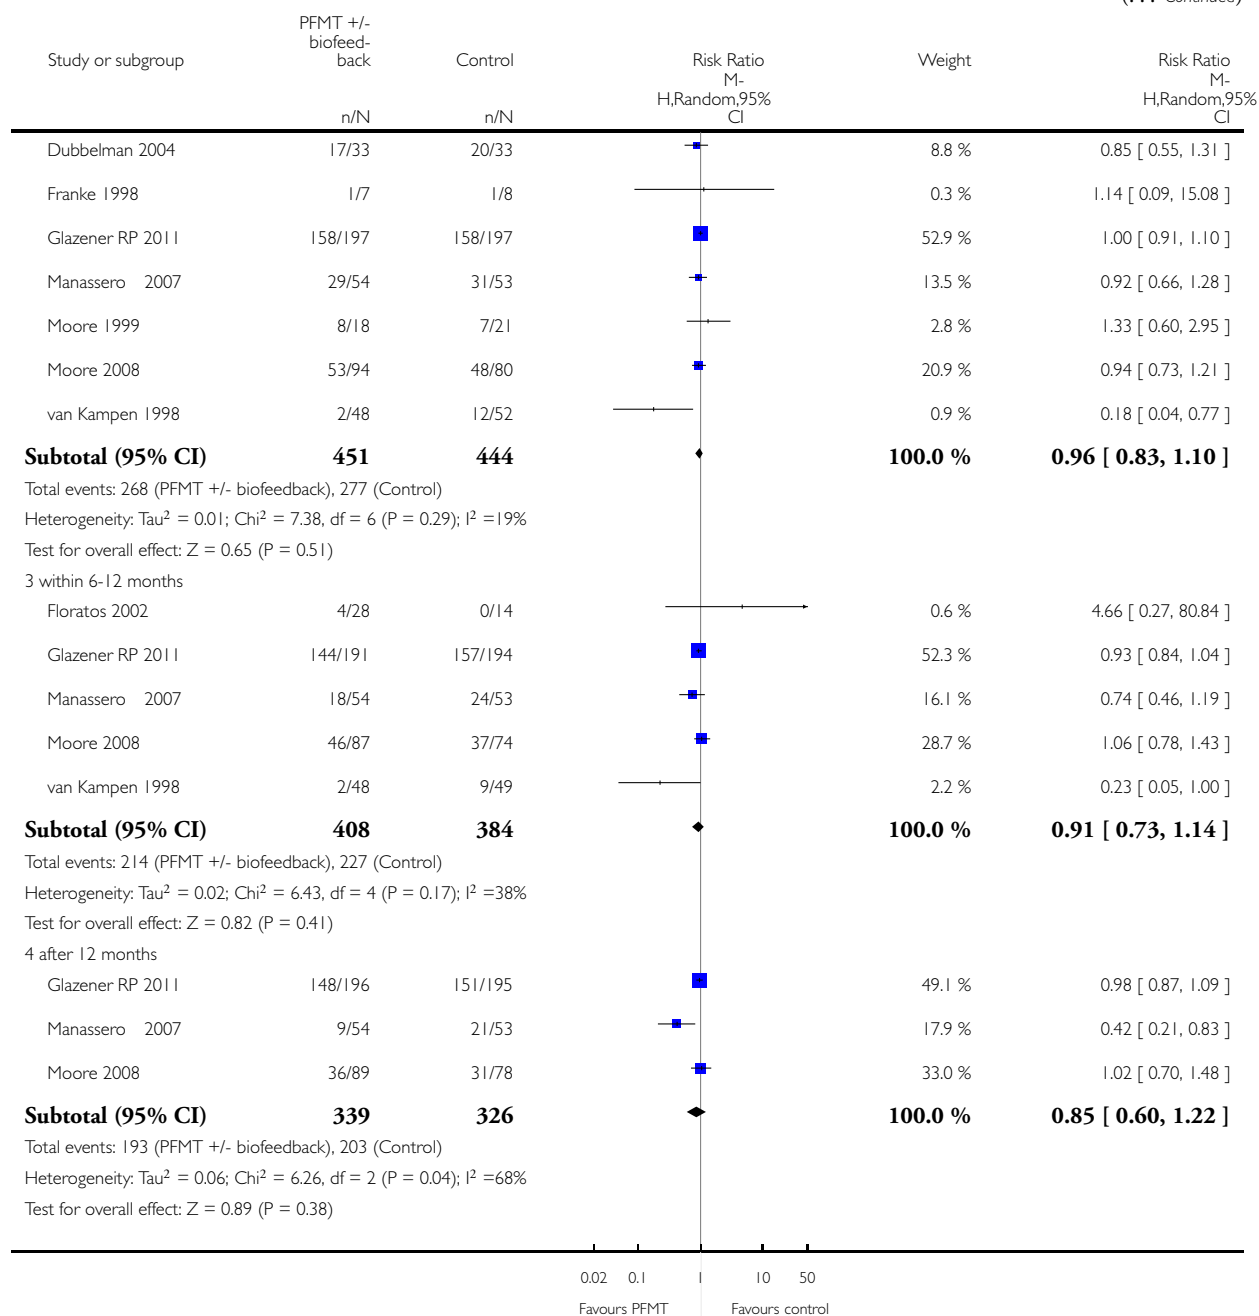 (... Continued)
Study or subgroup PFMT +/- biofeed- back Control Risk Ratio Weight Risk Ratio
M- H,Random,95% CI M- H,Random,95% CI
n/N n/N
Dubbelman 2004 17/33 20/33 8.8 % 0.85 [ 0.55, 1.31 ]
Franke 1998 1/7 1/8 0.3 % 1.14 [ 0.09, 15.08 ]
Glazener RP 2011 158/197 158/197 52.9 % 1.00 [ 0.91, 1.10 ]
Manassero 2007 29/54 31/53 13.5 % 0.92 [ 0.66, 1.28 ]
Moore 1999 8/18 7/21 2.8 % 1.33 [ 0.60, 2.95 ]
Moore 2008 53/94 48/80 20.9 % 0.94 [ 0.73, 1.21 ]
van Kampen 1998 2/48 12/52 0.9 % 0.18 [ 0.04, 0.77 ]
Subtotal (95% CI) 451 444 100.0 % 0.96 [ 0.83, 1.10 ]
Total events: 268 (PFMT +/- biofeedback), 277 (Control)
Heterogeneity: Tau² = 0.01; Chi² = 7.38, df = 6 (P = 0.29); I² =19%
Test for overall effect: Z = 0.65 (P = 0.51)
3 within 6-12 months
Floratos 2002 4/28 0/14 0.6 % 4.66 [ 0.27, 80.84 ]
Glazener RP 2011 144/191 157/194 52.3 % 0.93 [ 0.84, 1.04 ]
Manassero 2007 18/54 24/53 16.1 % 0.74 [ 0.46, 1.19 ]
Moore 2008 46/87 37/74 28.7 % 1.06 [ 0.78, 1.43 ]
van Kampen 1998 2/48 9/49 2.2 % 0.23 [ 0.05, 1.00 ]
Subtotal (95% CI) 408 384 100.0 % 0.91 [ 0.73, 1.14 ]
Total events: 214 (PFMT +/- biofeedback), 227 (Control)
Heterogeneity: Tau² = 0.02; Chi² = 6.43, df = 4 (P = 0.17); I² =38%
Test for overall effect: Z = 0.82 (P = 0.41)
4 after 12 months
Glazener RP 2011 148/196 151/195 49.1 % 0.98 [ 0.87, 1.09 ]
Manassero 2007 9/54 21/53 17.9 % 0.42 [ 0.21, 0.83 ]
Moore 2008 36/89 31/78 33.0 % 1.02 [ 0.70, 1.48 ]
Subtotal (95% CI) 339 326 100.0 % 0.85 [ 0.60, 1.22 ]
Total events: 193 (PFMT +/- biofeedback), 203 (Control)
Heterogeneity: Tau² = 0.06; Chi² = 6.26, df = 2 (P = 0.04); I² =68%
Test for overall effect: Z = 0.89 (P = 0.38)
0.02 0.1 1 10 50
Favours PFMT Favours control